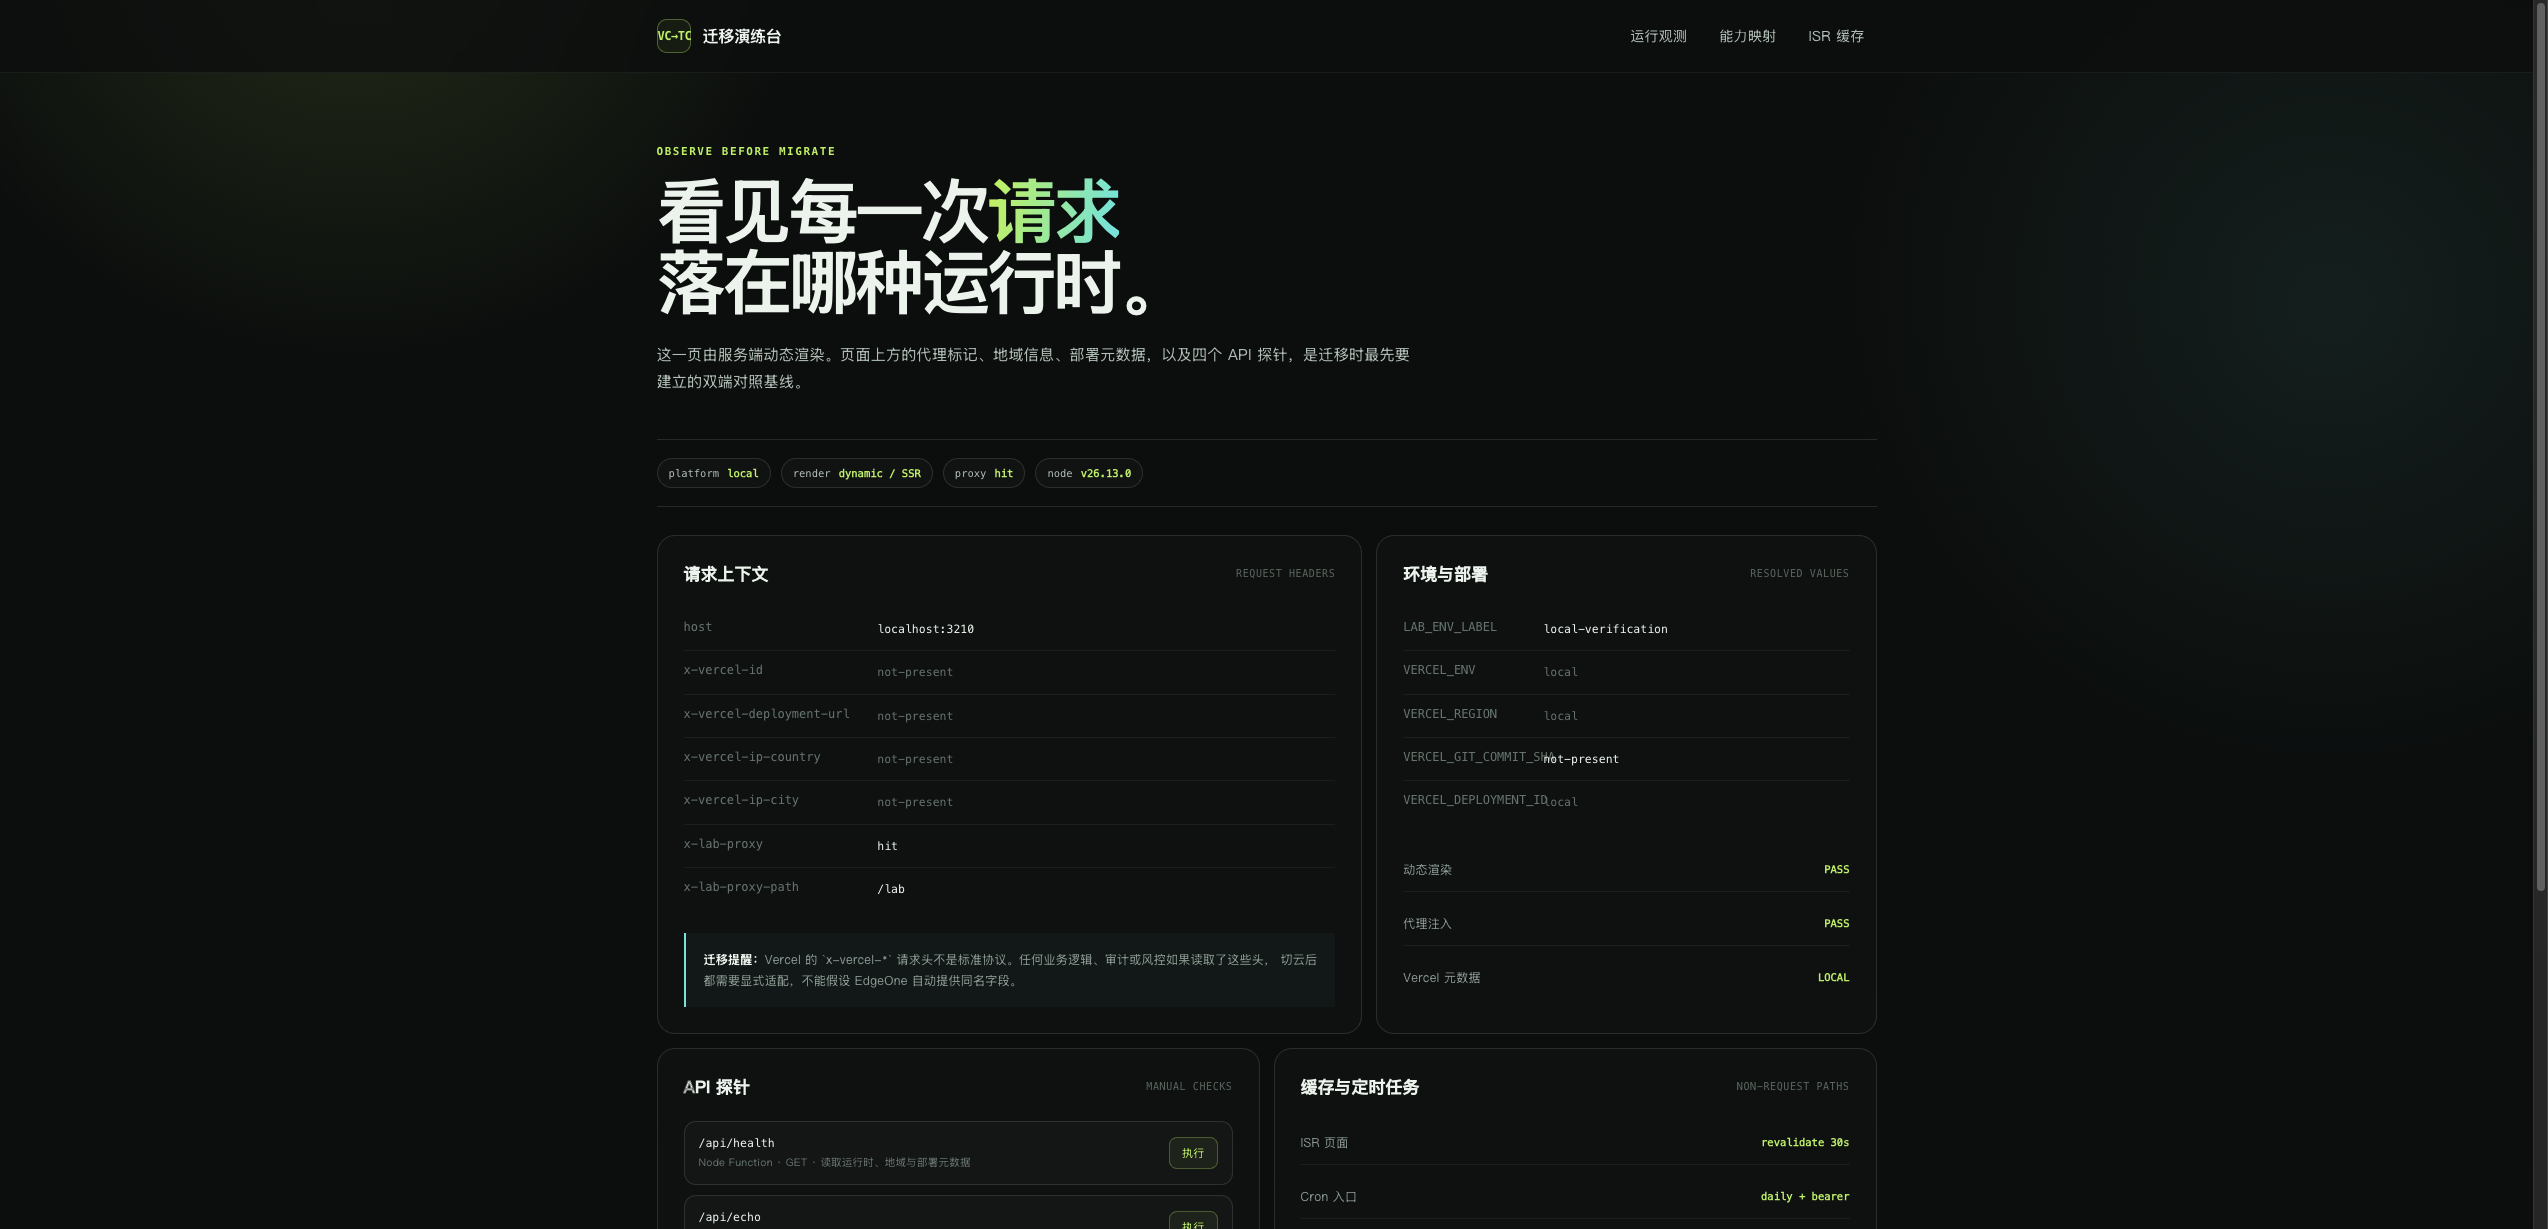 VC→TC 迁移演练台 运行观测 能力映射 ISR 缓存
OBSERVE BEFORE MIGRATE
看见每一次请求
落在哪种运行时。
这一页由服务端动态渲染。页面上方的代理标记、地域信息、部署元数据，以及四个 API 探针，是迁移时最先要
建立的双端对照基线。
platform local render dynamic / SSR proxy hit node v26.13.0
请求上下文 REQUEST HEADERS
host localhost:3210
x-vercel-id not-present
x-vercel-deployment-url not-present
x-vercel-ip-country not-present
x-vercel-ip-city not-present
x-lab-proxy hit
x-lab-proxy-path /lab
迁移提醒：Vercel 的 `x-vercel-*` 请求头不是标准协议。任何业务逻辑、审计或风控如果读取了这些头， 切云后
都需要显式适配，不能假设 EdgeOne 自动提供同名字段。
环境与部署 RESOLVED VALUES
LAB_ENV_LABEL local-verification
VERCEL_ENV local
VERCEL_REGION local
VERCEL_GIT_COMMIT_SHA not-present
VERCEL_DEPLOYMENT_ID local
动态渲染 PASS
代理注入 PASS
Vercel 元数据 LOCAL
API 探针 MANUAL CHECKS
/api/health
Node Function · GET · 读取运行时、地域与部署元数据
执行
/api/echo
执行
缓存与定时任务 NON-REQUEST PATHS
ISR 页面 revalidate 30s
Cron 入口 daily + bearer